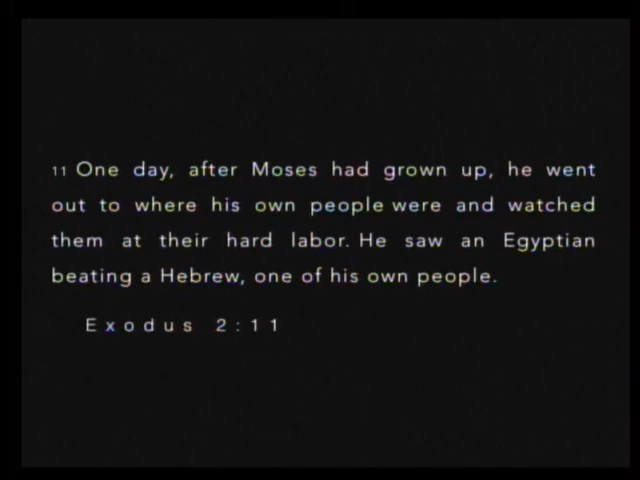 11 One day, after Moses had grown up, he went
out to where his own people were and watched
them at their hard labor. He saw an Egyptian
beating a Hebrew, one of his own people.
Exodus 2:11